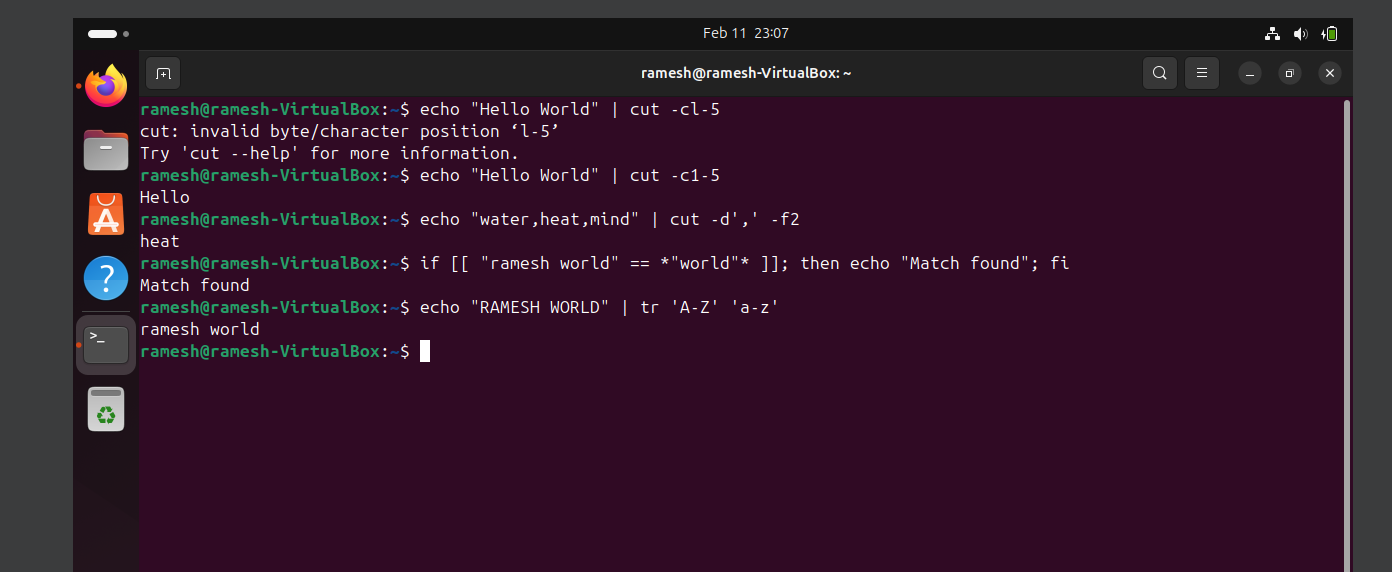 Feb 11 23:07
ramesh@ramesh-VirtualBox: ~
ramesh@ramesh-VirtualBox:~$ echo "Hello World" | cut -cl-5
cut: invalid byte/character position ‘l-5’
Try 'cut --help' for more information.
ramesh@ramesh-VirtualBox:~$ echo "Hello World" | cut -c1-5
Hello
ramesh@ramesh-VirtualBox:~$ echo "water,heat,mind" | cut -d',' -f2
heat
ramesh@ramesh-VirtualBox:~$ if [[ "ramesh world" == *"world"* ]]; then echo "Match found"; fi
Match found
ramesh@ramesh-VirtualBox:~$ echo "RAMESH WORLD" | tr 'A-Z' 'a-z'
ramesh world
ramesh@ramesh-VirtualBox:~$